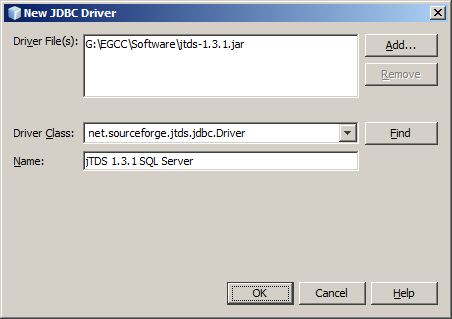 New JDBC Driver
Driver File(s):
G:\EGCC\Software\jtds-1.3.1.jar
Add...
Remove
Driver Class:
net.sourceforge.jtds.jdbc.Driver
Find
Name:
jTDS 1.3.1 SQL Server
OK
Cancel
Help